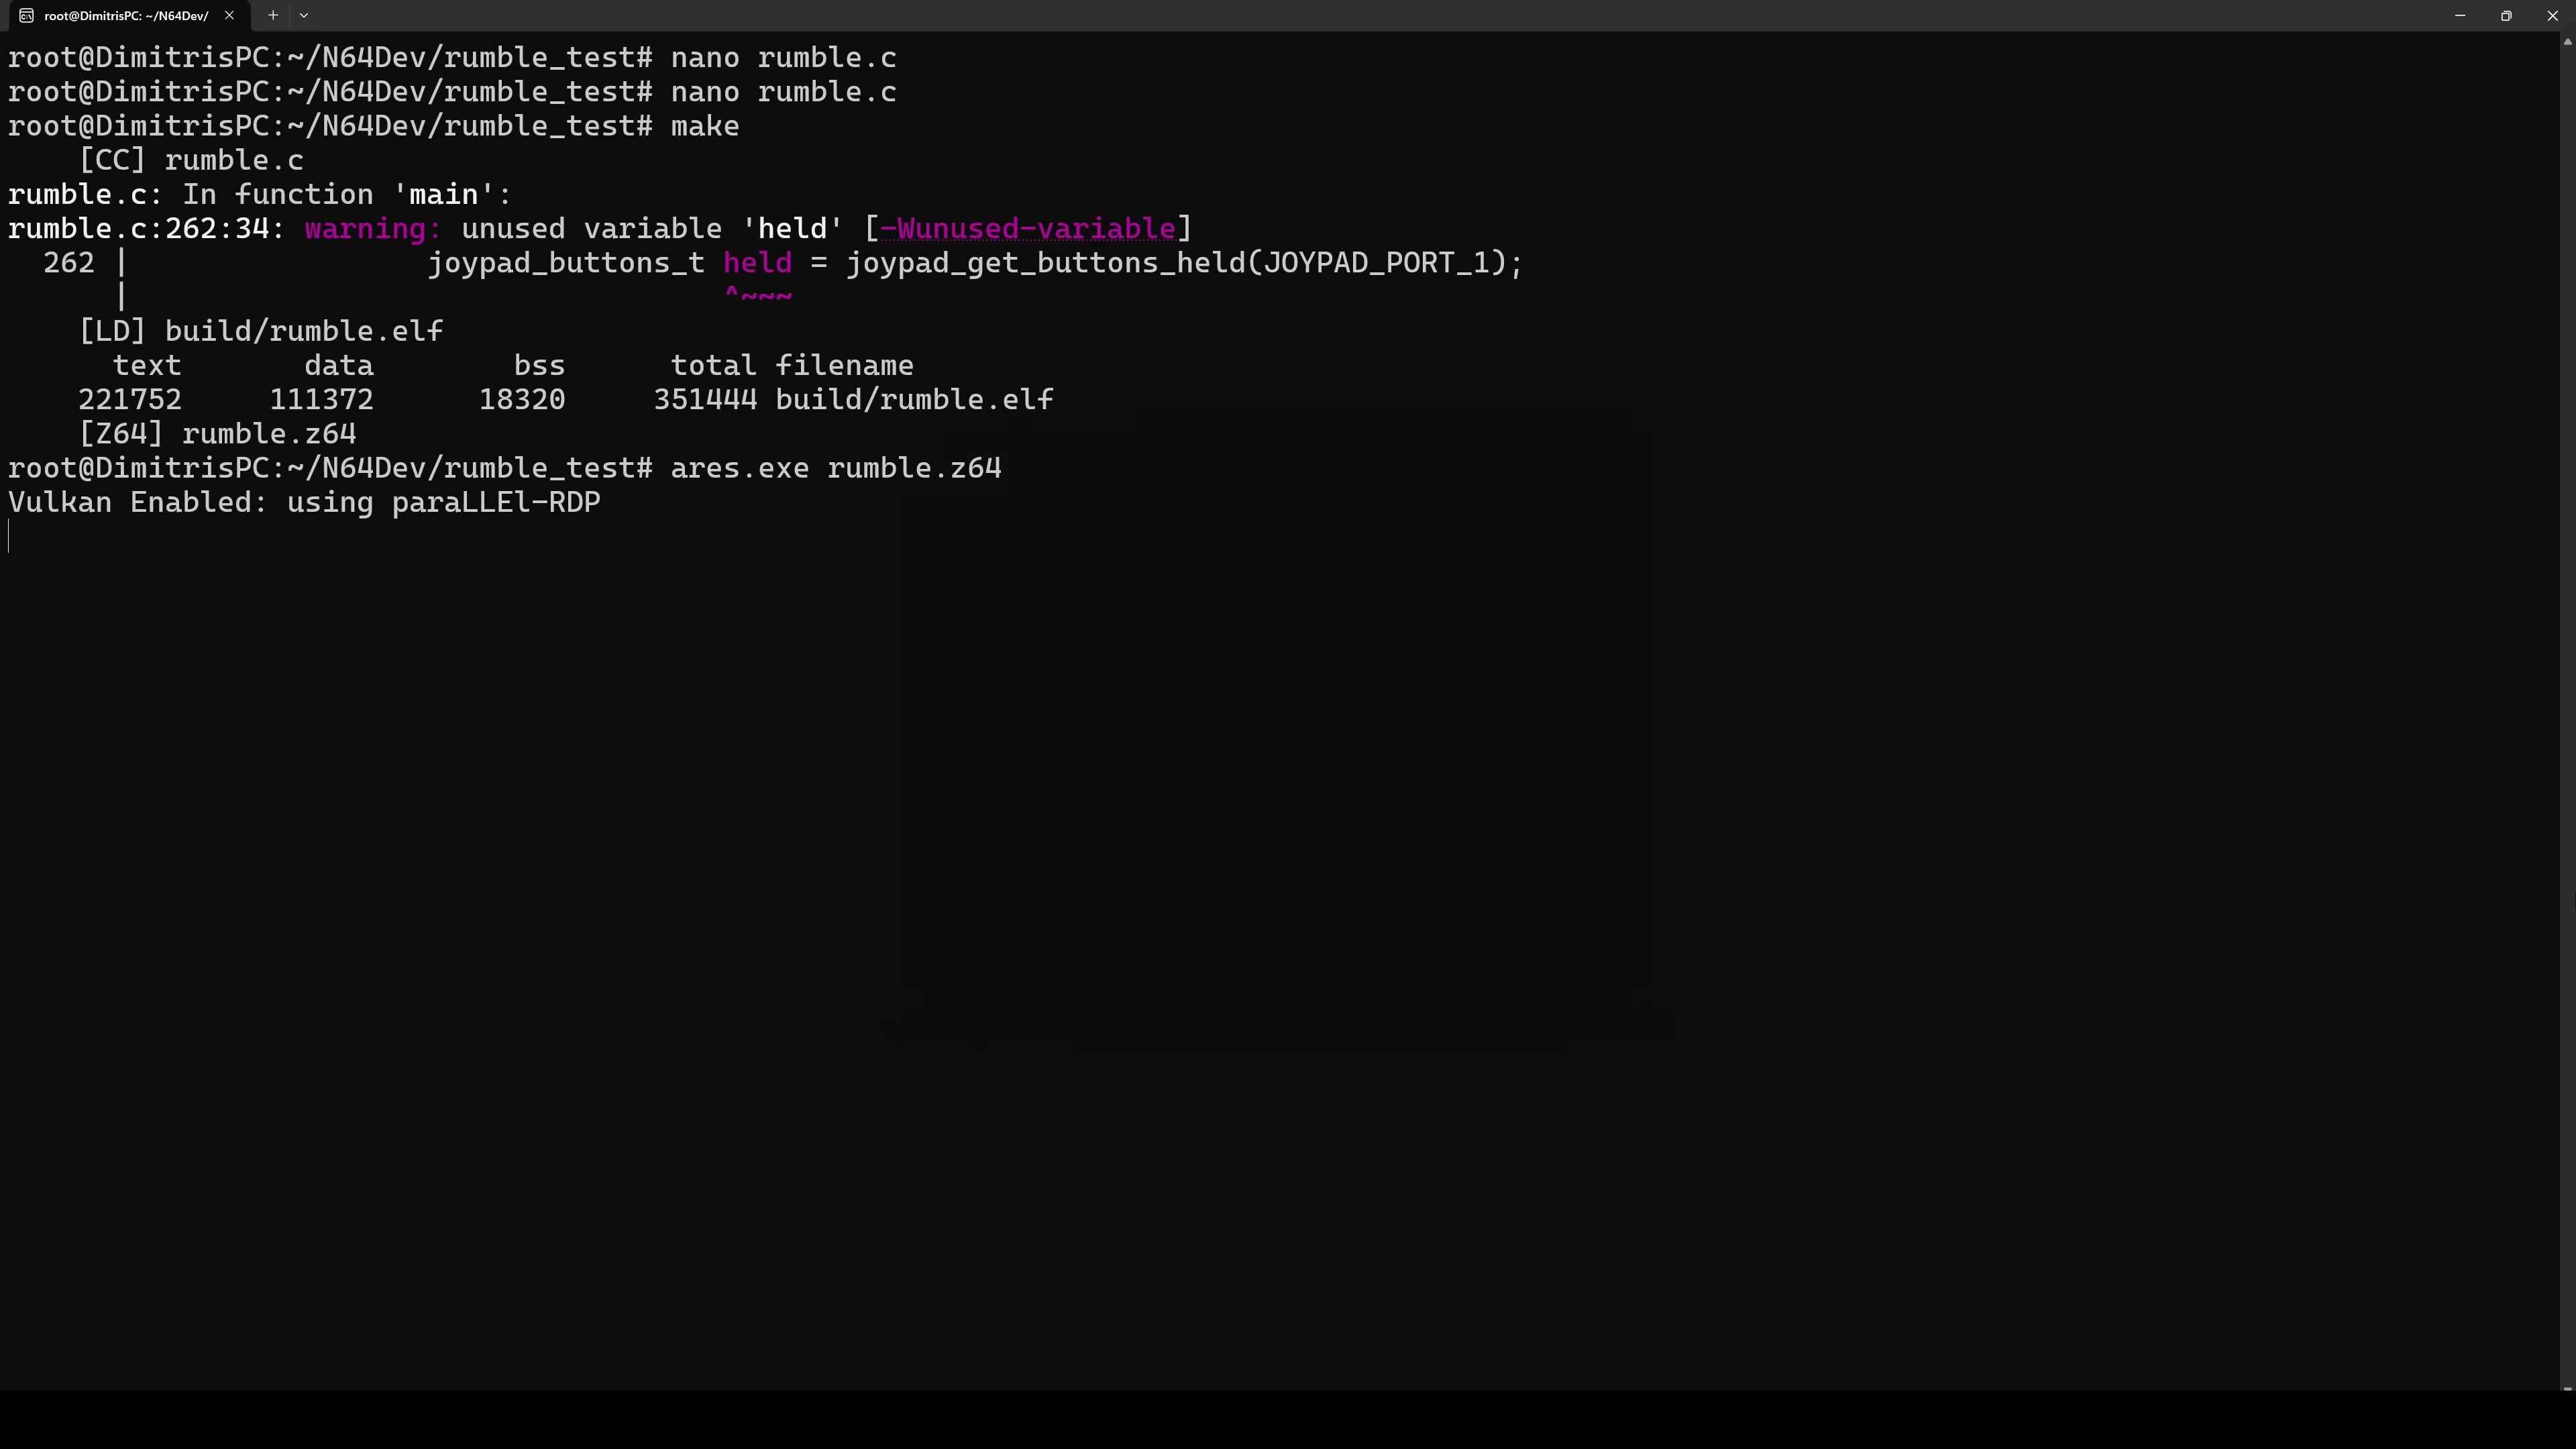 root@DimitrisPC: ~/N64Dev/
root@DimitrisPC:~/N64Dev/rumble_test# nano rumble.c
root@DimitrisPC:~/N64Dev/rumble_test# nano rumble.c
root@DimitrisPC:~/N64Dev/rumble_test# make
    [CC] rumble.c
rumble.c: In function 'main':
rumble.c:262:34: warning: unused variable 'held' [-Wunused-variable]
  262 |                 joypad_buttons_t held = joypad_get_buttons_held(JOYPAD_PORT_1);
      |                                  ^~~~
    [LD] build/rumble.elf
      text       data        bss      total filename
    221752     111372      18320     351444 build/rumble.elf
    [Z64] rumble.z64
root@DimitrisPC:~/N64Dev/rumble_test# ares.exe rumble.z64
Vulkan Enabled: using paraLLEl-RDP